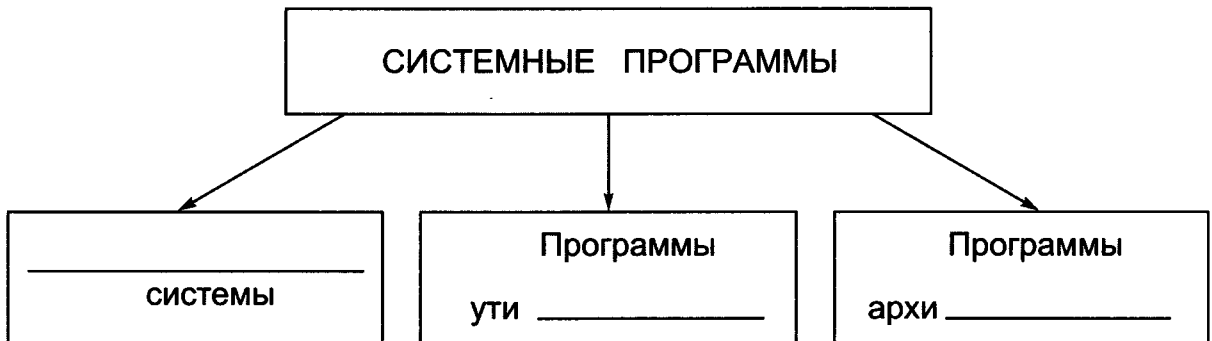 СИСТЕМНЫЕ ПРОГРАММЫ
системы
Программы
ути
Программы
архи